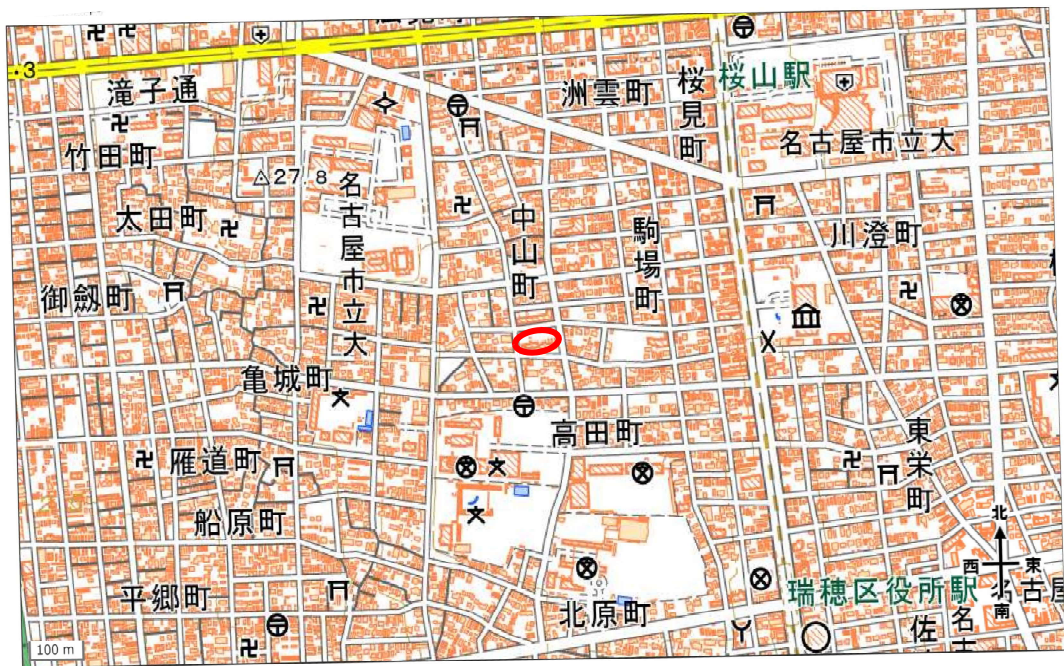 3
滝子通
竹田町
27.8
太田町
御劔町
名古屋市立大
中山町
洲雲町
桜見町
桜山駅
名古屋市立大
駒場町
川澄町
亀城町
高田町
雁道町
船原町
平郷町
北原町
東栄町
瑞穂区役所駅
北
西
東
南
100 m